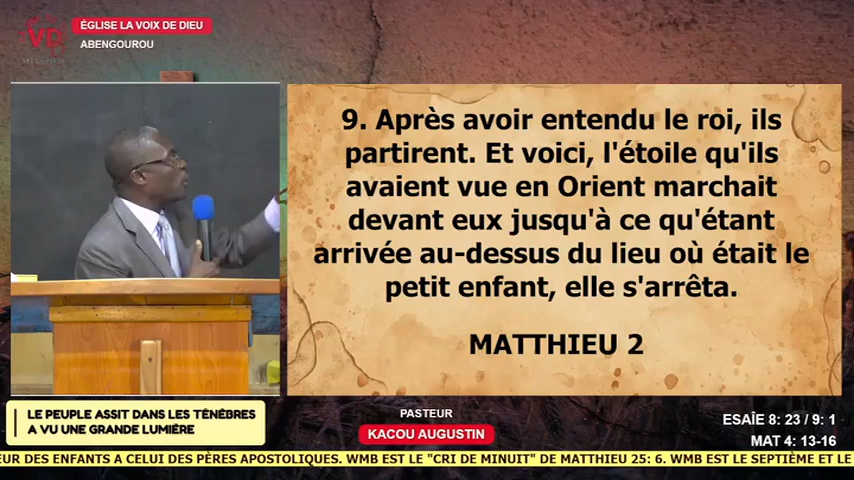 VD
ÉGLISE LA VOIX DE DIEU
ABENGOUROU
9. Après avoir entendu le roi, ils
partirent. Et voici, l'étoile qu'ils
avaient vue en Orient marchait
devant eux jusqu'à ce qu'étant
arrivée au-dessus du lieu où était le
petit enfant, elle s'arrêta.
MATTHIEU 2
LE PEUPLE ASSIT DANS LES TÉNÈBRES
A VU UNE GRANDE LUMIÈRE
PASTEUR
KACOU AUGUSTIN
ESAÏE 8: 23 / 9: 1
MAT 4: 13-16
EUR DES ENFANTS A CELUI DES PÈRES APOSTOLIQUES. WMB EST LE "CRI DE MINUIT" DE MATTHIEU 25: 6. WMB EST LE SEPTIÈME ET LE